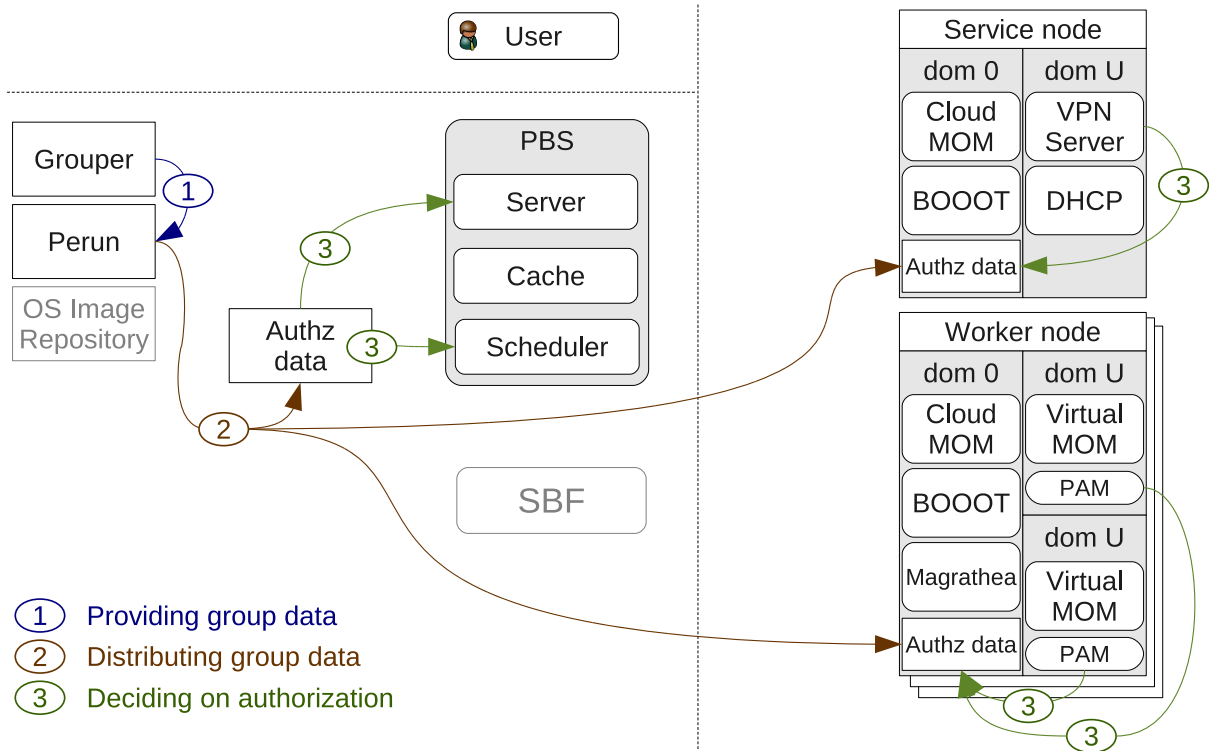 User
Grouper
1
Perun
OS Image
Repository
Authz
data
3
3
2
PBS
Server
Cache
Scheduler
SBF
1 Providing group data
2 Distributing group data
3 Deciding on authorization
Service node
dom 0
dom U
Cloud
MOM
VPN
Server
BOOOT
DHCP
Authz data
3
Worker node
dom 0
dom U
Cloud
MOM
Virtual
MOM
BOOOT
PAM
dom U
Magrathea
Virtual
MOM
Authz data
PAM
3
3